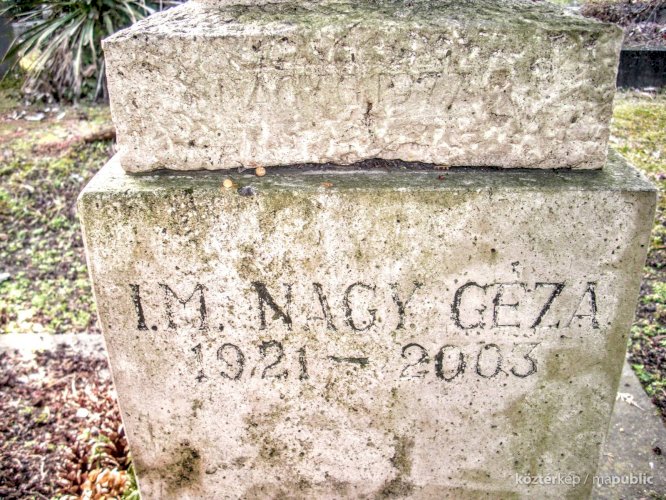 I.M. NAGY GÉZA
1921 – 2003
köztérkép / mapublic